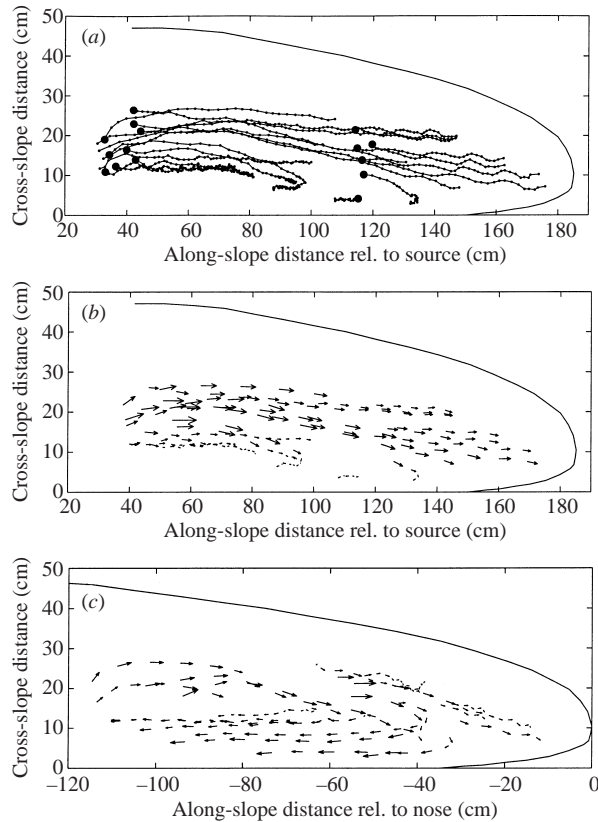 50
(a)
40
30
20
10
0
Cross-slope distance (cm)
20 40 60 80 100 120 140 160 180
Along-slope distance rel. to source (cm)
50
(b)
40
30
20
10
0
Cross-slope distance (cm)
20 40 60 80 100 120 140 160 180
Along-slope distance rel. to source (cm)
50
(c)
40
30
20
10
0
Cross-slope distance (cm)
−120 −100 −80 −60 −40 −20 0
Along-slope distance rel. to nose (cm)